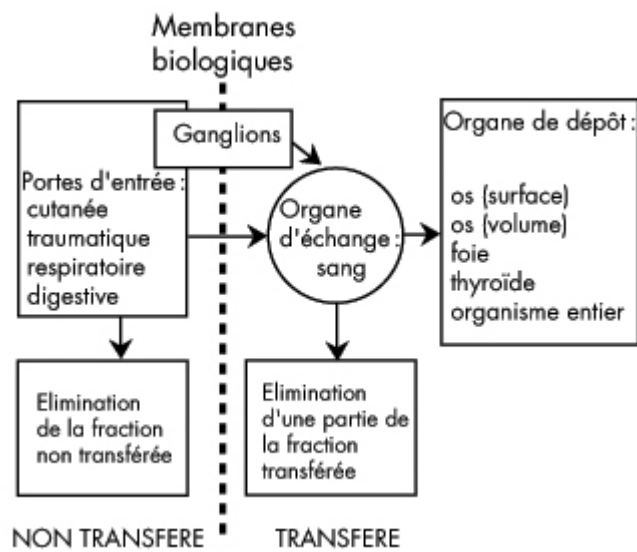 Membranes
biologiques
Ganglions
Portes d'entrée :
cutanée
traumatique
respiratoire
digestive
Organe
d'échange :
sang
Organe de dépôt :
os (surface)
os (volume)
foie
thyroïde
organisme entier
Elimination
de la fraction
non transférée
Elimination
d'une partie de
la fraction
transférée
NON TRANSFERE
TRANSFERE